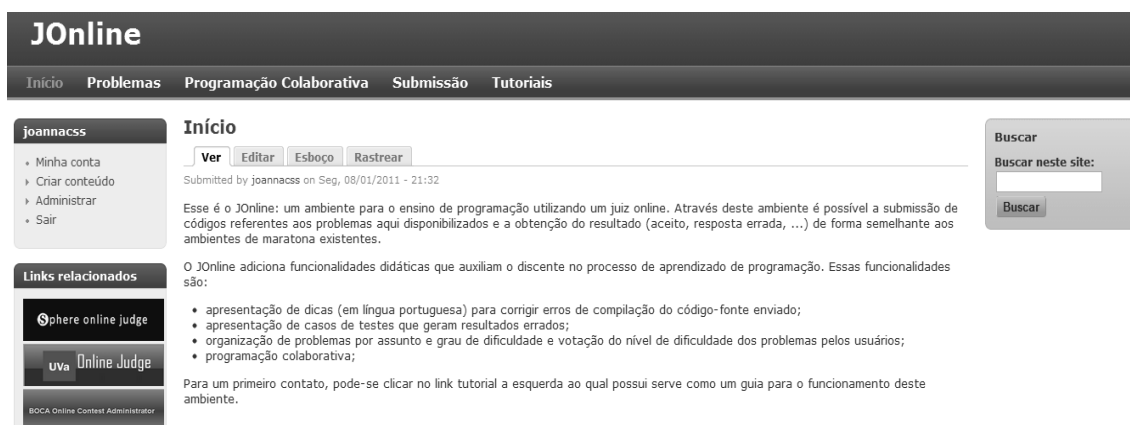 JOnline
Início Problemas Programação Colaborativa Submissão Tutoriais
joannacss
Minha conta
Criar conteúdo
Administrar
Sair
Links relacionados
Sphere online judge
UVa Online Judge
BOCA Online Contest Administrator
Início
Ver Editar Esboço Rastrear
Submitted by joannacss on Seg, 08/01/2011 - 21:32
Esse é o JOnline: um ambiente para o ensino de programação utilizando um juiz online. Através deste ambiente é possível a submissão de
códigos referentes aos problemas aqui disponibilizados e a obtenção do resultado (aceito, resposta errada, ...) de forma semelhante aos
ambientes de maratona existentes.
O JOnline adiciona funcionalidades didáticas que auxiliam o discente no processo de aprendizado de programação. Essas funcionalidades
são:
• apresentação de dicas (em língua portuguesa) para corrigir erros de compilação do código-fonte enviado;
• apresentação de casos de testes que geram resultados errados;
• organização de problemas por assunto e grau de dificuldade e votação do nível de dificuldade dos problemas pelos usuários;
• programação colaborativa;
Para um primeiro contato, pode-se clicar no link tutorial a esquerda ao qual possui serve como um guia para o funcionamento deste
ambiente.
Buscar
Buscar neste site:
Buscar